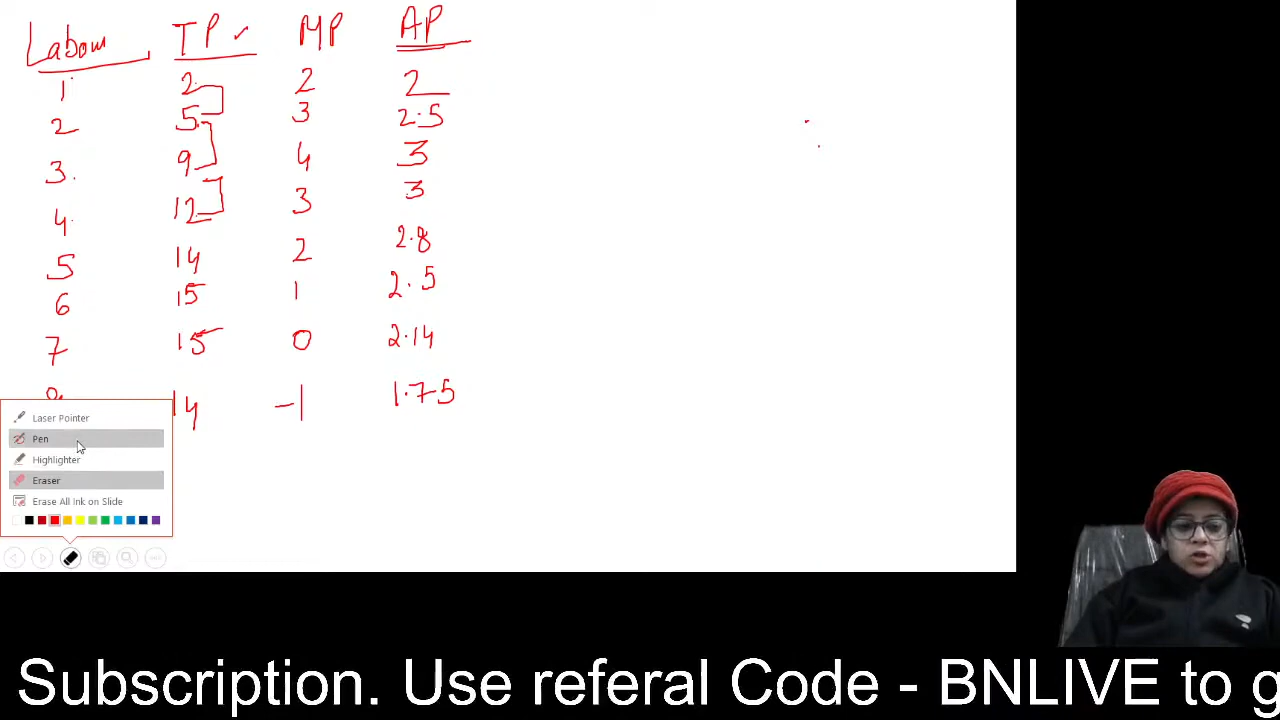 Labour TP MP AP
1 2 2 2
2 5 3 2.5
3 9 4 3
4 12 3 3
5 14 2 2.8
6 15 1 2.5
7 15 0 2.14
14 -1 1.75
Laser Pointer
Pen
Highlighter
Eraser
Erase All Ink on Slide
Subscription. Use referal Code - BNLIVE to g